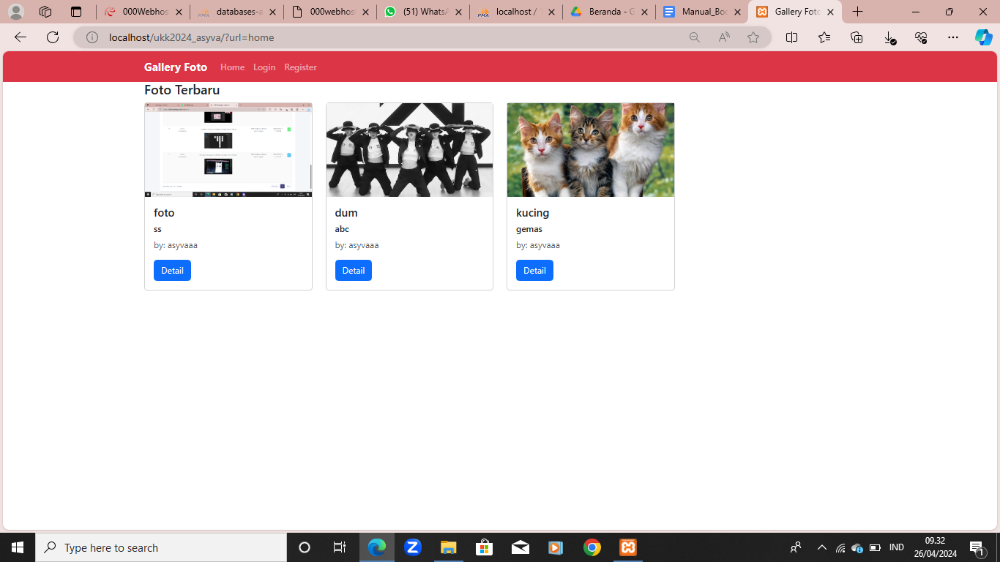 000Webhos
databases-a
000webhos
(51) WhatsA
localhost /
Beranda - G
Manual_Boo
Gallery Foto
localhost/ukk2024_asyva/?url=home
Gallery Foto Home Login Register
Foto Terbaru
foto
ss
by: asyvaaa
Detail
dum
abc
by: asyvaaa
Detail
kucing
gemas
by: asyvaaa
Detail
Type here to search
IND
09.32
26/04/2024
1